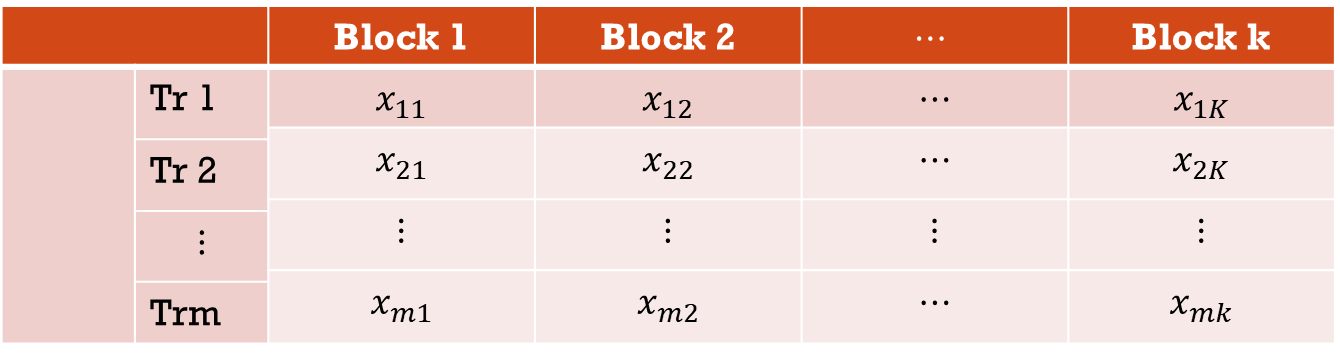 Block 1 Block 2 ⋯ Block k
Tr 1 x₁₁ x₁₂ ⋯ x₁K
Tr 2 x₂₁ x₂₂ ⋯ x₂K
⋮ ⋮ ⋮ ⋮ ⋮
Trm xₘ₁ xₘ₂ ⋯ xₘₖ